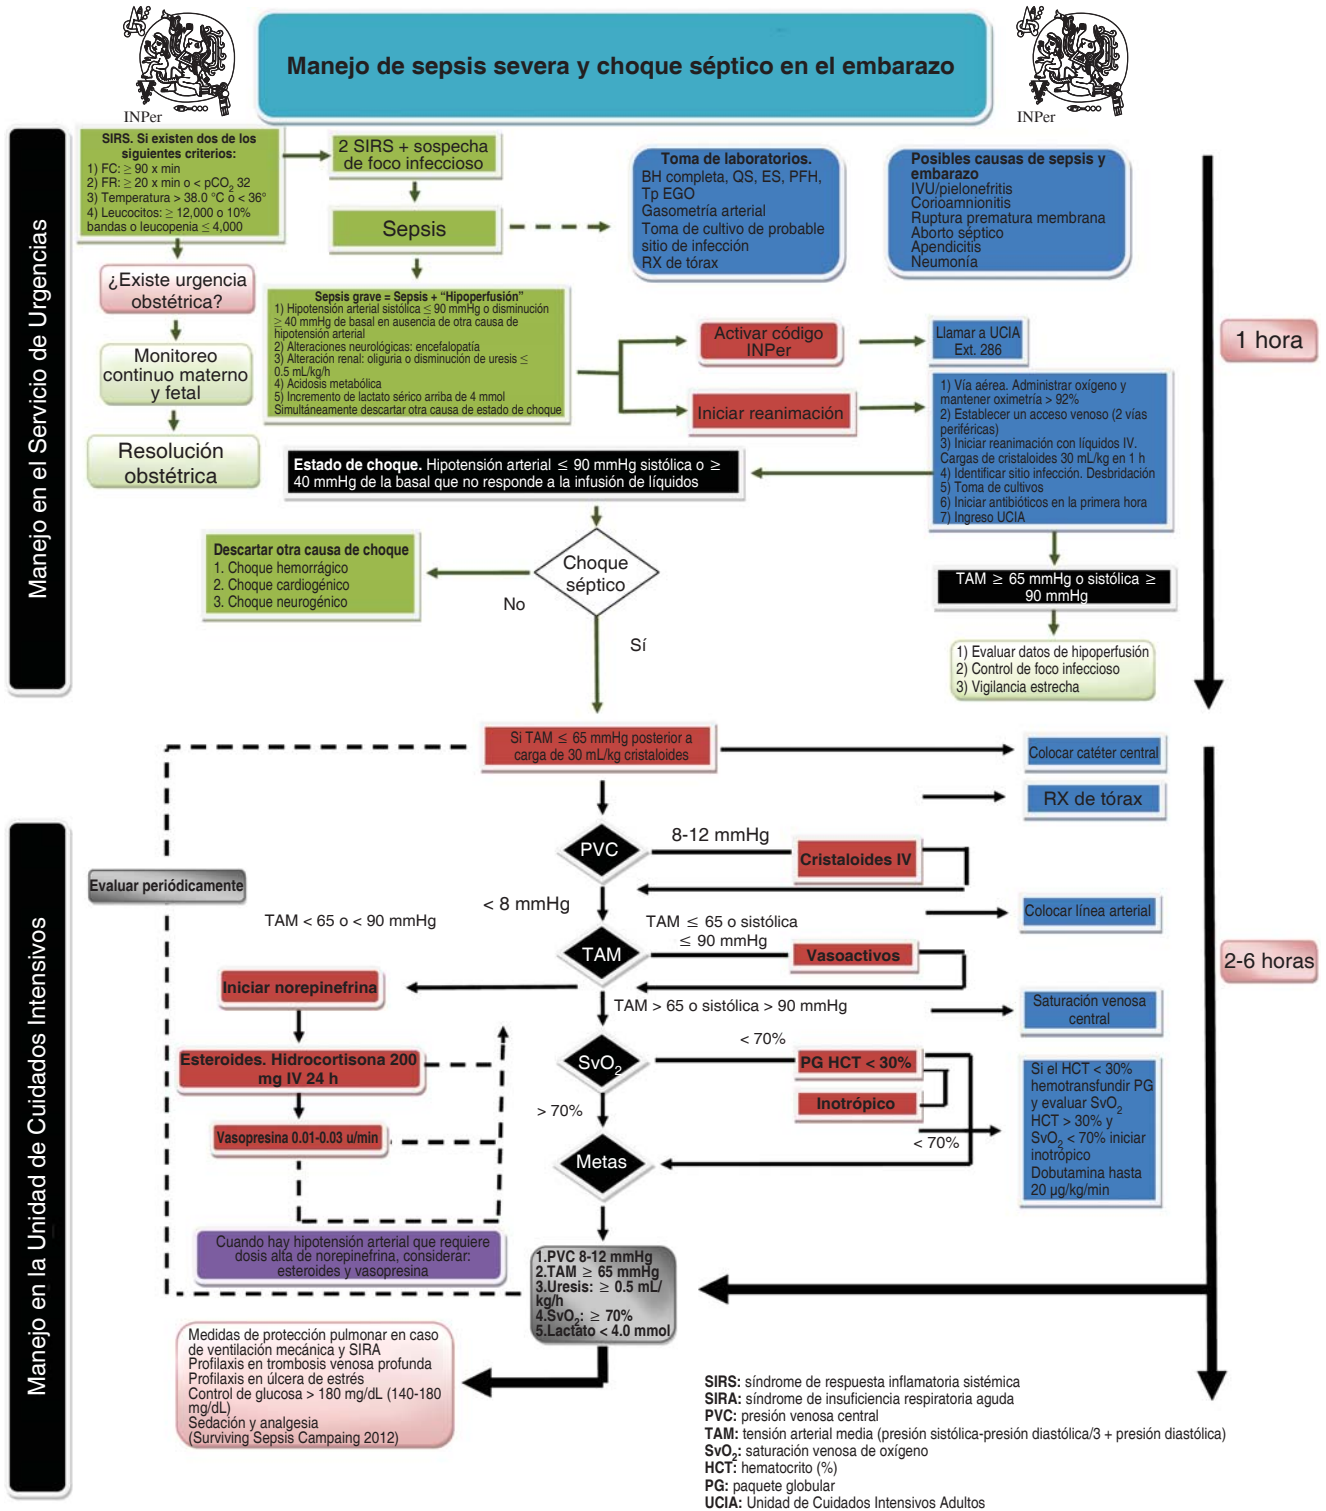 Manejo de sepsis severa y choque séptico en el embarazo
INPer
INPer
Manejo en el Servicio de Urgencias
SIRS. Si existen dos de los
siguientes criterios:
1) FC: ≥ 90 x min
2) FR: ≥ 20 x min o < pCO2 32
3) Temperatura > 38.0 °C o < 36°
4) Leucocitos: ≥ 12,000 o 10%
bandas o leucopenia ≤ 4,000
2 SIRS + sospecha
de foco infeccioso
Sepsis
Toma de laboratorios.
BH completa, QS, ES, PFH,
Tp EGO
Gasometría arterial
Toma de cultivo de probable
sitio de infección
RX de tórax
Posibles causas de sepsis y
embarazo
IVU/pielonefritis
Corioamnionitis
Ruptura prematura membrana
Aborto séptico
Apendicitis
Neumonía
1 hora
¿Existe urgencia
obstétrica?
Monitoreo
continuo materno
y fetal
Resolución
obstétrica
Sepsis grave = Sepsis + “Hipoperfusión”
1) Hipotensión arterial sistólica ≤ 90 mmHg o disminución
≥ 40 mmHg de basal en ausencia de otra causa de
hipotensión arterial
2) Alteraciones neurológicas: encefalopatía
3) Alteración renal: oliguria o disminución de uresis ≤
0.5 mL/kg/h
4) Acidosis metabólica
5) Incremento de lactato sérico arriba de 4 mmol
Simultáneamente descartar otra causa de estado de choque
Activar código
INPer
Llamar a UCIA
Ext. 286
Iniciar reanimación
1) Vía aérea. Administrar oxígeno y
mantener oximetría > 92%
2) Establecer un acceso venoso (2 vías
periféricas)
3) Iniciar reanimación con líquidos IV.
Cargas de cristaloides 30 mL/kg en 1 h
4) Identificar sitio infección. Desbridación
5) Toma de cultivos
6) Iniciar antibióticos en la primera hora
7) Ingreso UCIA
Estado de choque. Hipotensión arterial ≤ 90 mmHg sistólica o ≥
40 mmHg de la basal que no responde a la infusión de líquidos
Descartar otra causa de choque
1. Choque hemorrágico
2. Choque cardiogénico
3. Choque neurogénico
Choque
séptico
No
Sí
TAM ≥ 65 mmHg o sistólica ≥
90 mmHg
1) Evaluar datos de hipoperfusión
2) Control de foco infeccioso
3) Vigilancia estrecha
Manejo en la Unidad de Cuidados Intensivos
Si TAM ≤ 65 mmHg posterior a
carga de 30 mL/kg cristaloides
Colocar catéter central
RX de tórax
PVC
8-12 mmHg
Cristaloides IV
Evaluar periódicamente
< 8 mmHg
TAM < 65 o < 90 mmHg
TAM ≤ 65 o sistólica
≤ 90 mmHg
Colocar línea arterial
TAM
Vasoactivos
2-6 horas
Iniciar norepinefrina
TAM > 65 o sistólica > 90 mmHg
Saturación venosa
central
Esteroides. Hidrocortisona 200
mg IV 24 h
SvO2
< 70%
PG HCT < 30%
Inotrópico
> 70%
< 70%
Si el HCT < 30%
hemotransfundir PG
y evaluar SvO2
HCT > 30% y
SvO2 < 70% iniciar
inotrópico
Dobutamina hasta
20 µg/kg/min
Vasopresina 0.01-0.03 u/min
Metas
Cuando hay hipotensión arterial que requiere
dosis alta de norepinefrina, considerar:
esteroides y vasopresina
1.PVC 8-12 mmHg
2.TAM ≥ 65 mmHg
3.Uresis: ≥ 0.5 mL/
kg/h
4.SvO2: ≥ 70%
5.Lactato < 4.0 mmol
Medidas de protección pulmonar en caso
de ventilación mecánica y SIRA
Profilaxis en trombosis venosa profunda
Profilaxis en úlcera de estrés
Control de glucosa > 180 mg/dL (140-180
mg/dL)
Sedación y analgesia
(Surviving Sepsis Campaing 2012)
SIRS: síndrome de respuesta inflamatoria sistémica
SIRA: síndrome de insuficiencia respiratoria aguda
PVC: presión venosa central
TAM: tensión arterial media (presión sistólica-presión diastólica/3 + presión diastólica)
SvO2: saturación venosa de oxígeno
HCT: hematocrito (%)
PG: paquete globular
UCIA: Unidad de Cuidados Intensivos Adultos